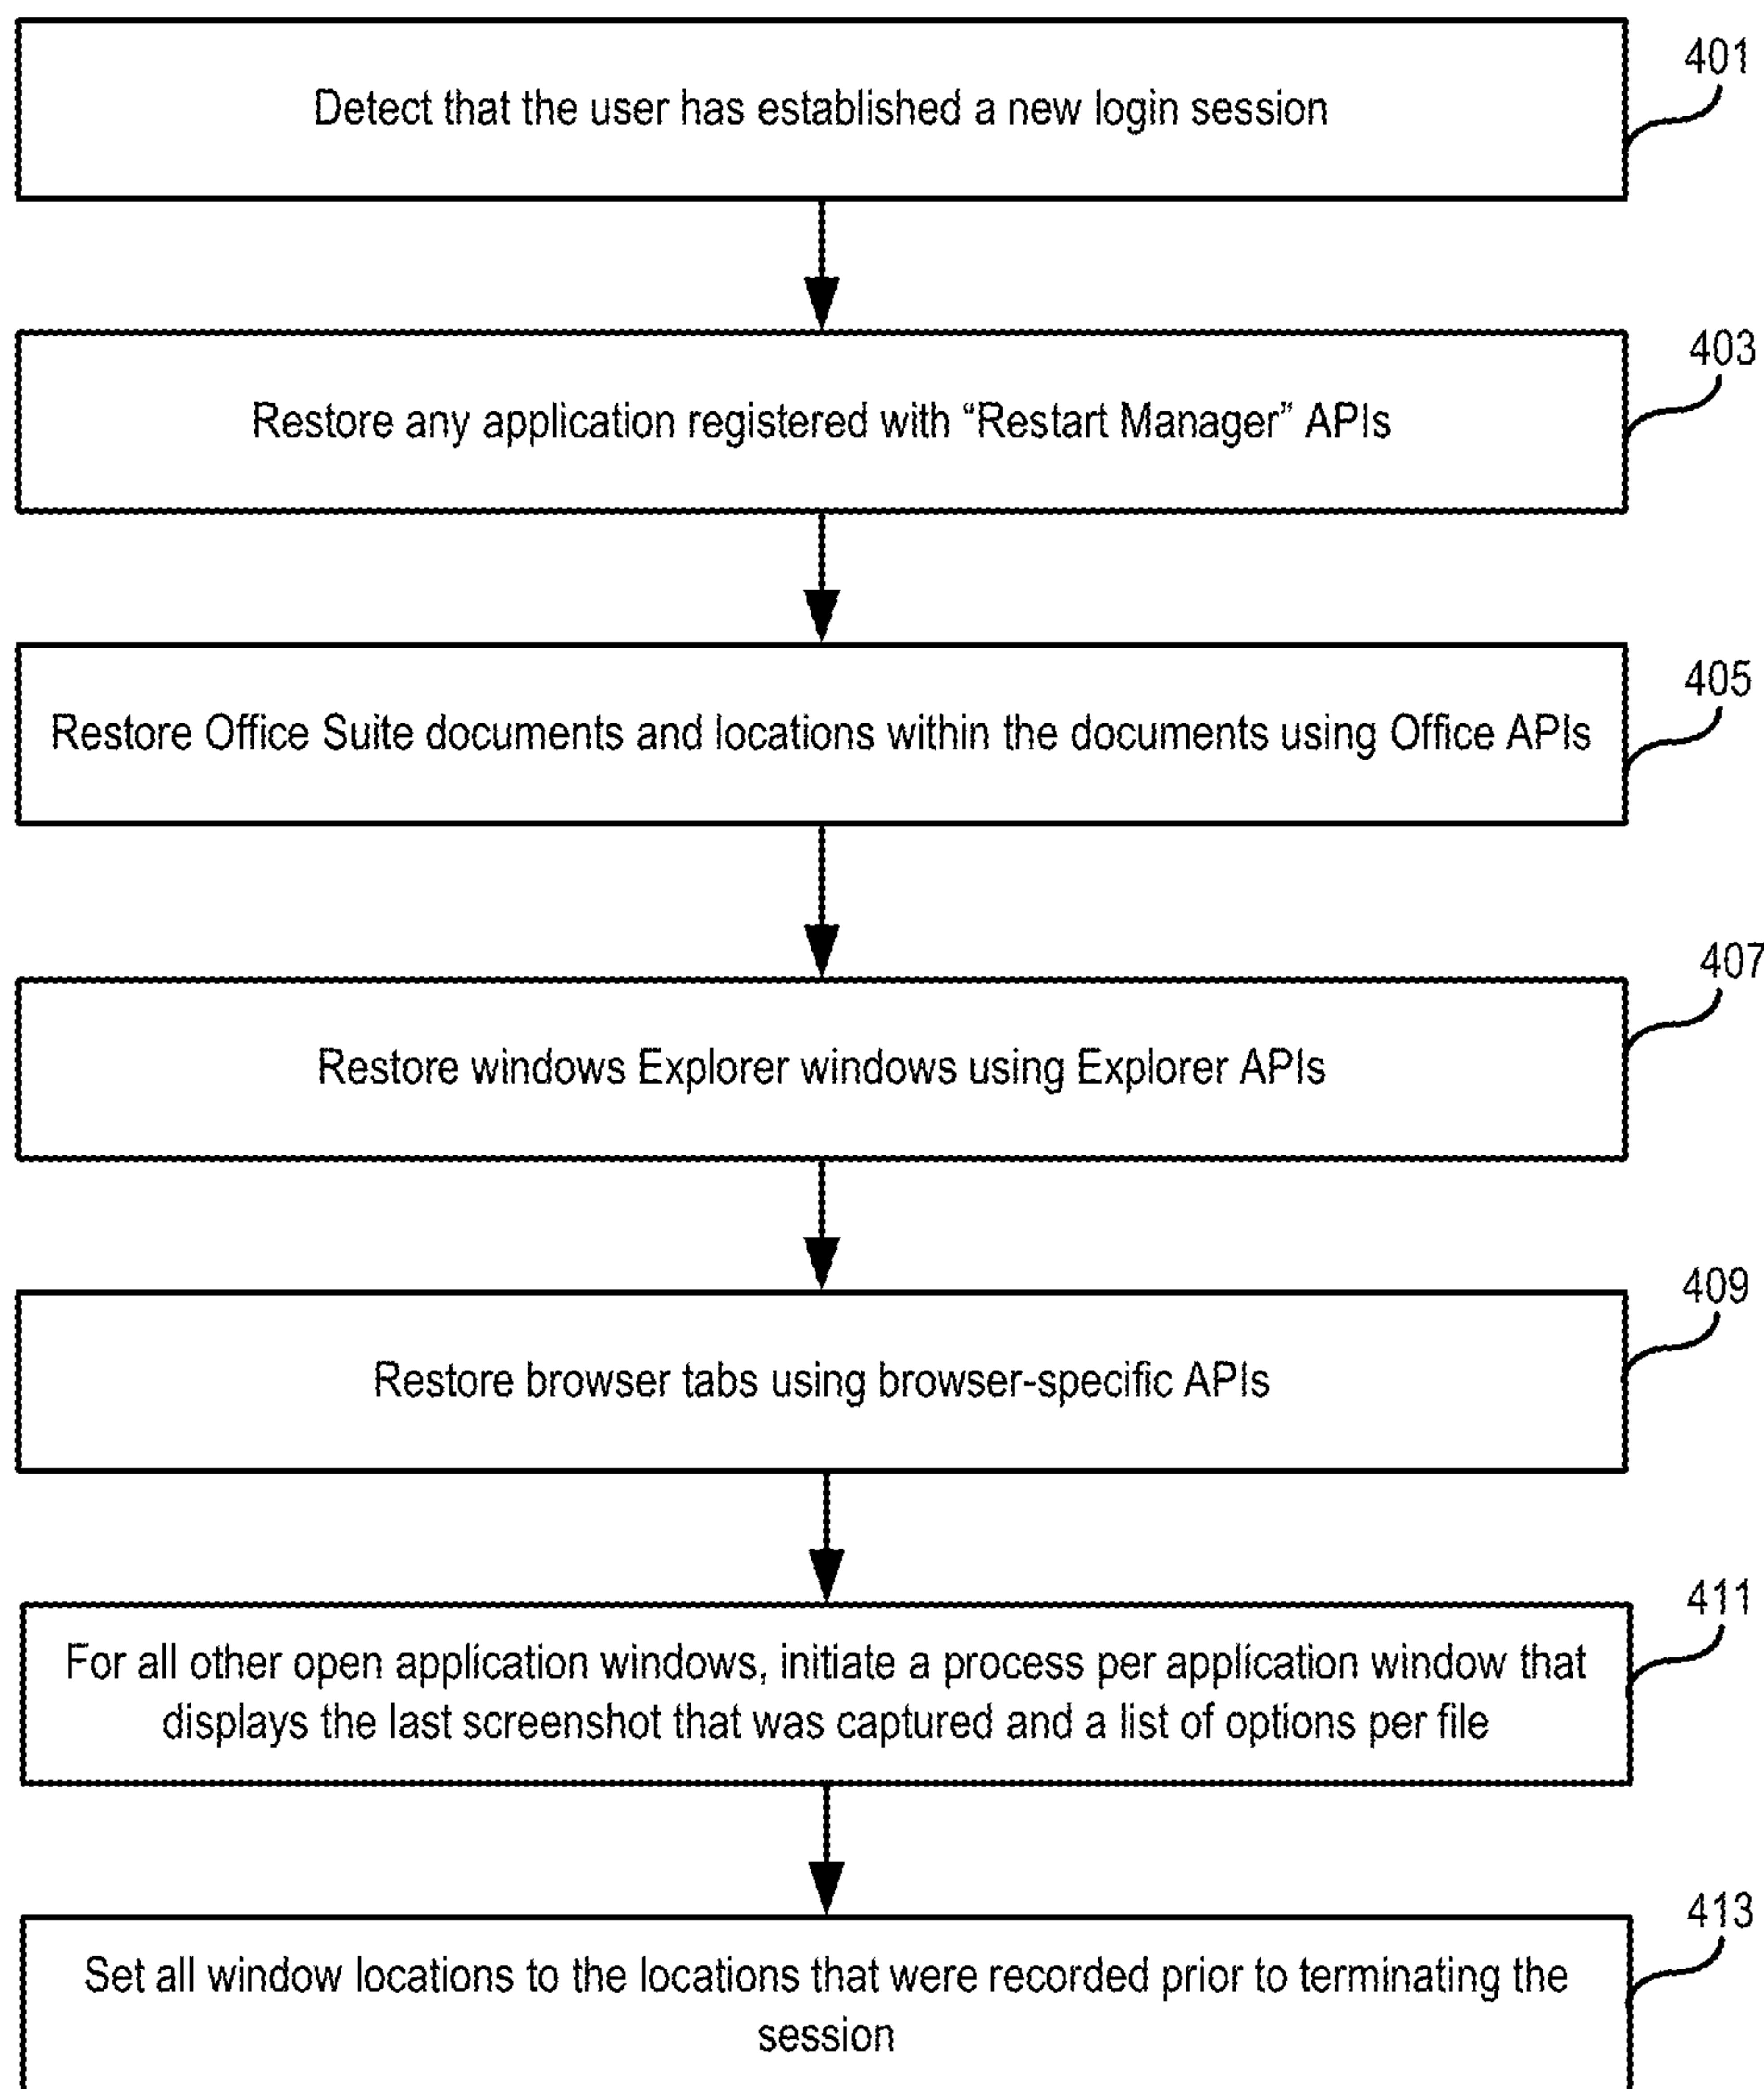 401
Detect that the user has established a new login session
403
Restore any application registered with “Restart Manager” APIs
405
Restore Office Suite documents and locations within the documents using Office APIs
407
Restore windows Explorer windows using Explorer APIs
409
Restore browser tabs using browser-specific APIs
411
For all other open application windows, initiate a process per application window that
displays the last screenshot that was captured and a list of options per file
413
Set all window locations to the locations that were recorded prior to terminating the
session